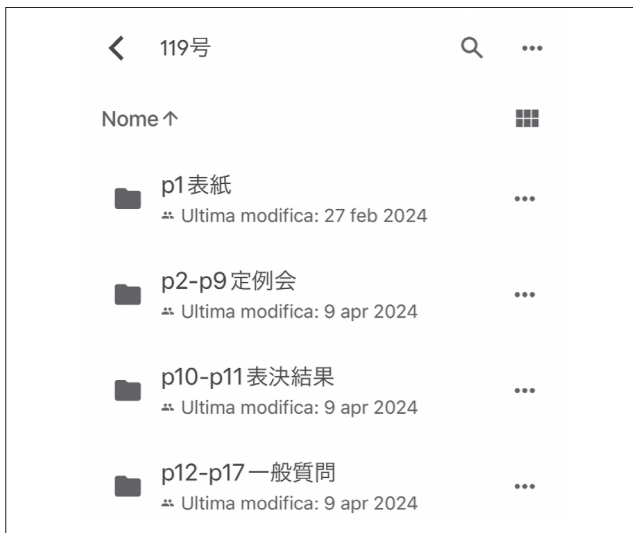 119号
Nome↑
p1表紙
Ultima modifica: 27 feb 2024
p2-p9定例会
Ultima modifica: 9 apr 2024
p10-p11表決結果
Ultima modifica: 9 apr 2024
p12-p17一般質問
Ultima modifica: 9 apr 2024